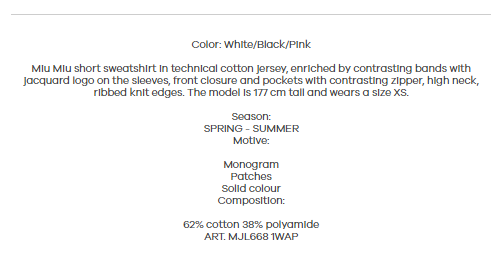 Color: White/Black/Pink
Miu Miu short sweatshirt in technical cotton jersey, enriched by contrasting bands with
jacquard logo on the sleeves, front closure and pockets with contrasting zipper, high neck,
ribbed knit edges. The model is 177 cm tall and wears a size XS.
Season:
SPRING - SUMMER
Motive:
Monogram
Patches
Solid colour
Composition:
62% cotton 38% polyamide
ART. MJL668 1WAP